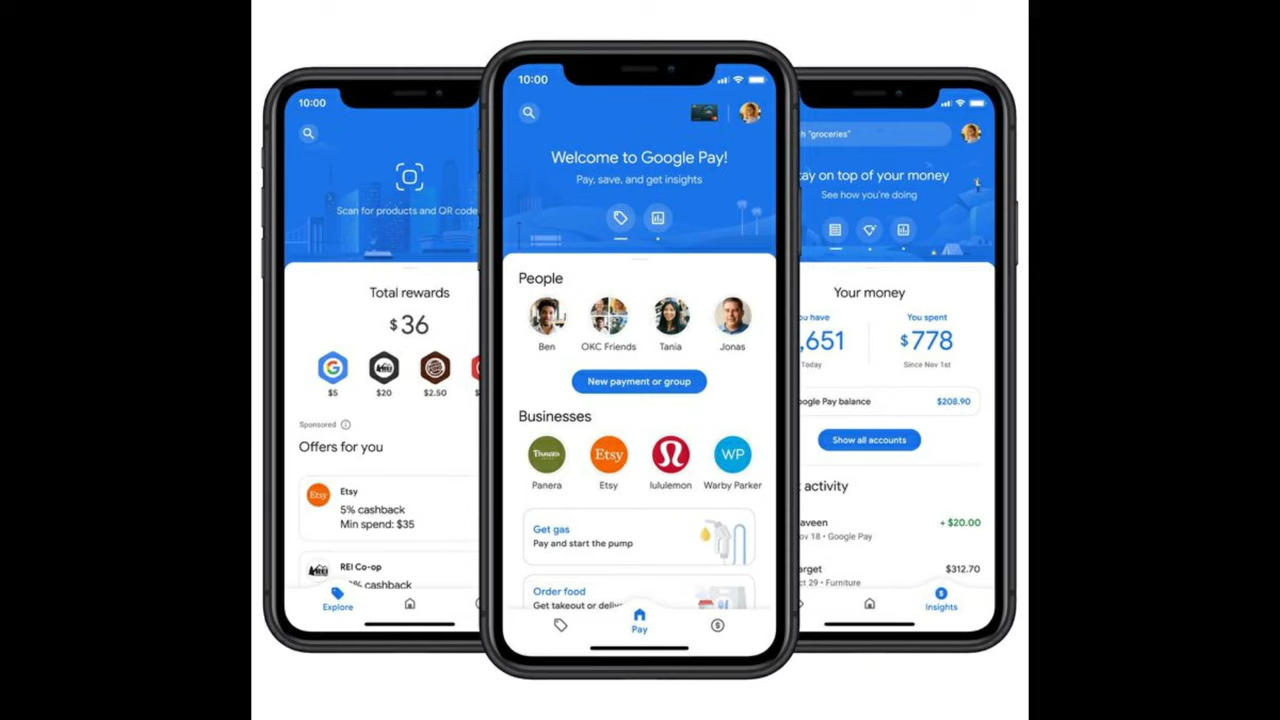 10:00
Scan for products and QR code
Total rewards
$36
$5
$20
$2.50
Sponsored
Offers for you
Etsy
Etsy
5% cashback
Min spend: $35
REI
REI Co-op
% cashback
Explore
10:00
Welcome to Google Pay!
Pay, save, and get insights
People
Ben
OKC Friends
Tania
Jonas
New payment or group
Businesses
Panera
Etsy
WP
Panera
Etsy
lululemon
Warby Parker
Get gas
Pay and start the pump
Order food
Get takeout or
Pay
"groceries"
tay on top of your money
See how you're doing
Your money
ou have
You spent
,651
$778
Today
Since Nov 1st
oogle Pay balance
$208.90
Show all accounts
activity
aveen
+ $20.00
ov 18 • Google Pay
arget
$312.70
ct 29 • Furniture
Insights